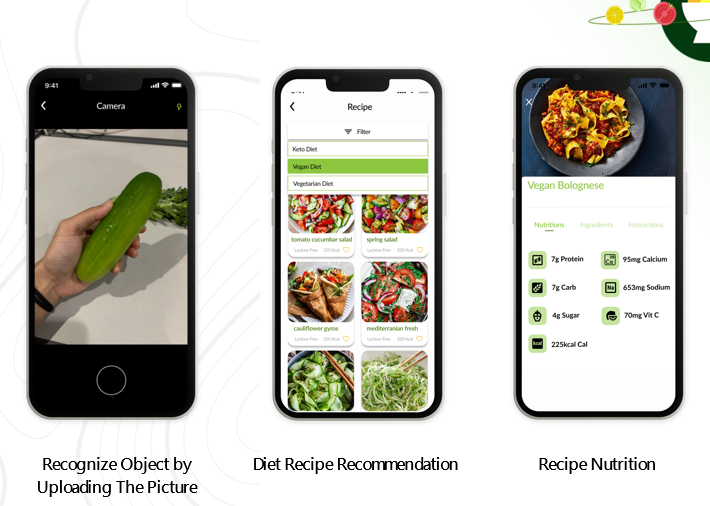 9:41
Camera
Recognize Object by
Uploading The Picture
Recipe
Filter
Keto Diet
Vegan Diet
Vegetarian Diet
tomato cucumbar salad
Lactose Free 320 Kcal
spring salad
Lactose Free 320 Kcal
cauliflower gyros
Lactose Free 320 Kcal
mediterranian fresh
Lactose Free 320 Kcal
Diet Recipe Recommendation
9:41
Vegan Bolognese
Nutritions Ingredients Instructions
7g Protein 95mg Calcium
7g Carb Na 653mg Sodium
4g Sugar 70mg Vit C
kcal 225kcal Cal
Recipe Nutrition